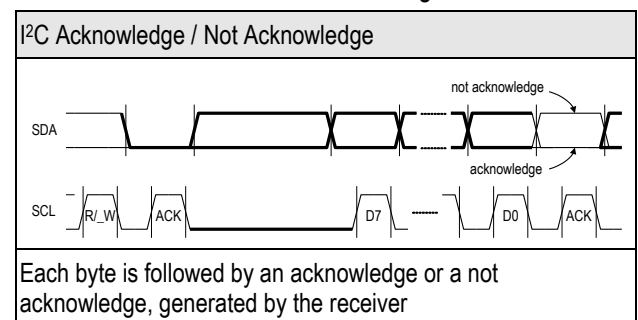 I²C Acknowledge / Not Acknowledge
not acknowledge
SDA
acknowledge
SCL R/_W ACK D7 D0 ACK
Each byte is followed by an acknowledge or a not
acknowledge, generated by the receiver